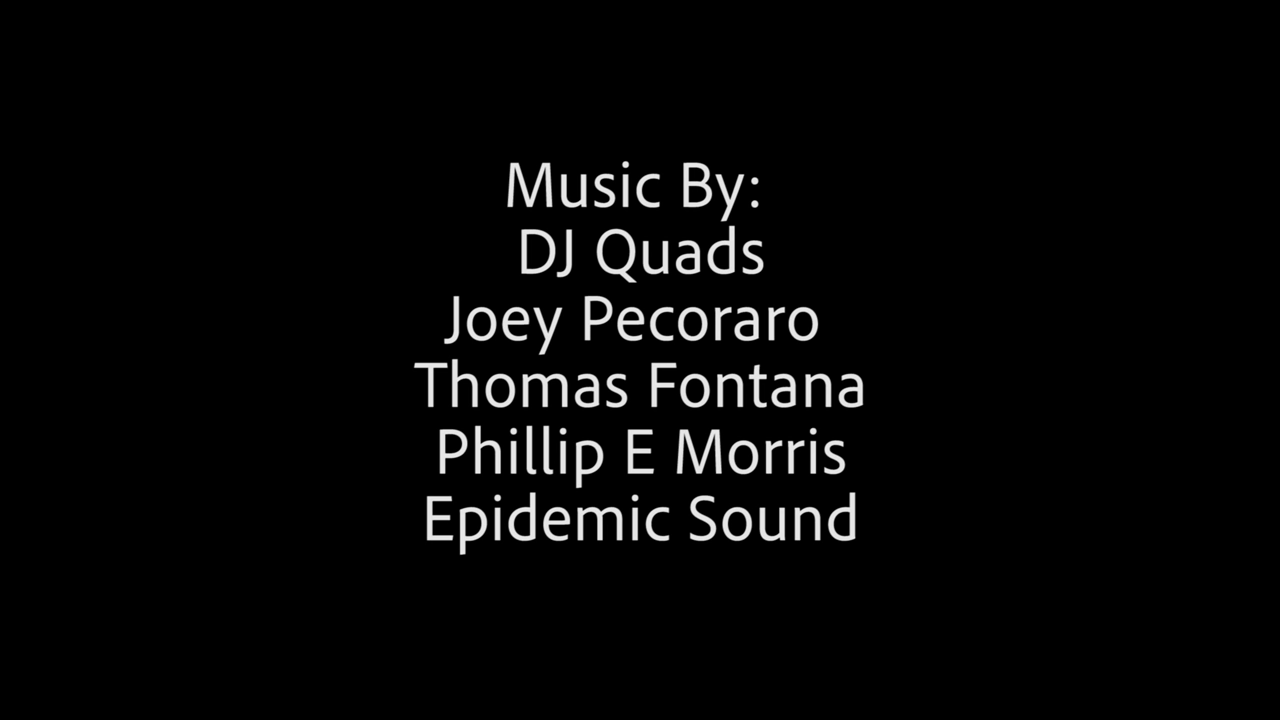 Music By:
DJ Quads
Joey Pecoraro
Thomas Fontana
Phillip E Morris
Epidemic Sound